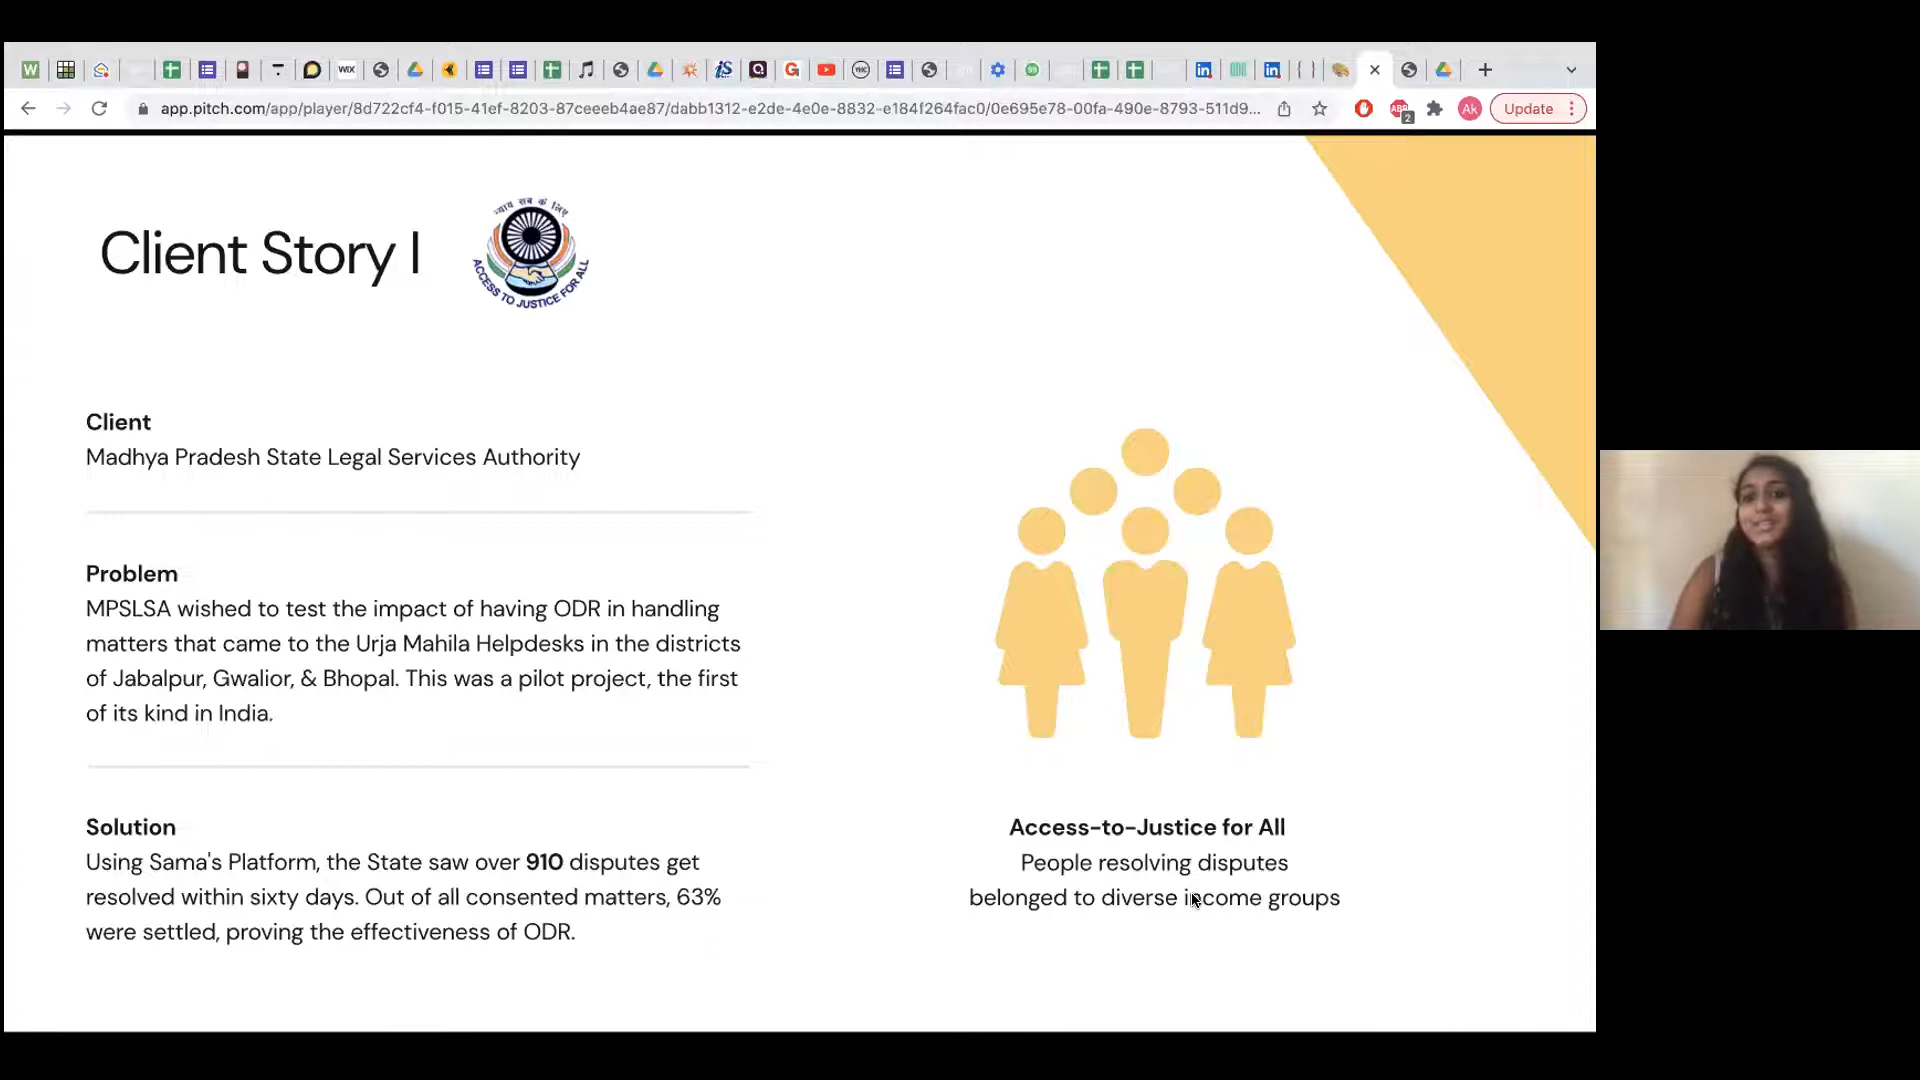 WIX
app.pitch.com/app/player/8d722cf4-f015-41ef-8203-87ceeeb4ae87/dabb1312-e2de-4e0e-8832-e184f264fac0/0e695e78-00fa-490e-8793-511d9...
2
Ak
Update
Client Story I
न्याय सब के लिए
ACCESS TO JUSTICE FOR ALL
Client
Madhya Pradesh State Legal Services Authority
Problem
MPSLSA wished to test the impact of having ODR in handling
matters that came to the Urja Mahila Helpdesks in the districts
of Jabalpur, Gwalior, & Bhopal. This was a pilot project, the first
of its kind in India.
Solution
Using Sama's Platform, the State saw over 910 disputes get
resolved within sixty days. Out of all consented matters, 63%
were settled, proving the effectiveness of ODR.
Access-to-Justice for All
People resolving disputes
belonged to diverse income groups